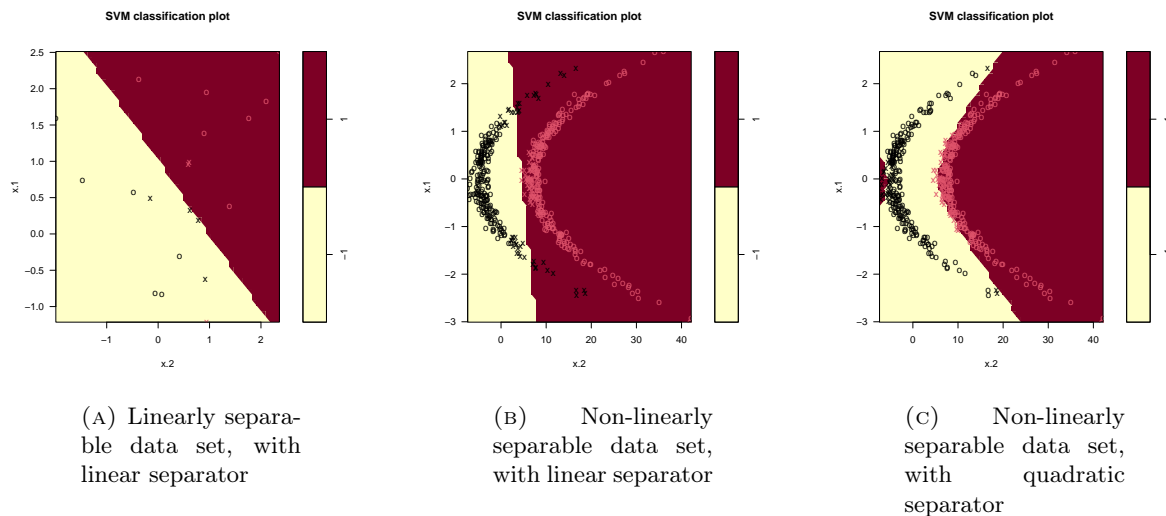 SVM classification plot
2.5
2.0
1.5
1.0
0.5
0.0
−0.5
−1.0
x.1
−1
0
1
2
x.2
1
−1
SVM classification plot
2
1
0
−1
−2
−3
x.1
0
10
20
30
40
x.2
1
−1
SVM classification plot
2
1
0
−1
−2
−3
x.1
0
10
20
30
40
x.2
1
−1
(A) Linearly separa-
ble data set, with
linear separator
(B) Non-linearly
separable data set,
with linear separator
(C) Non-linearly
separable data set,
with quadratic
separator